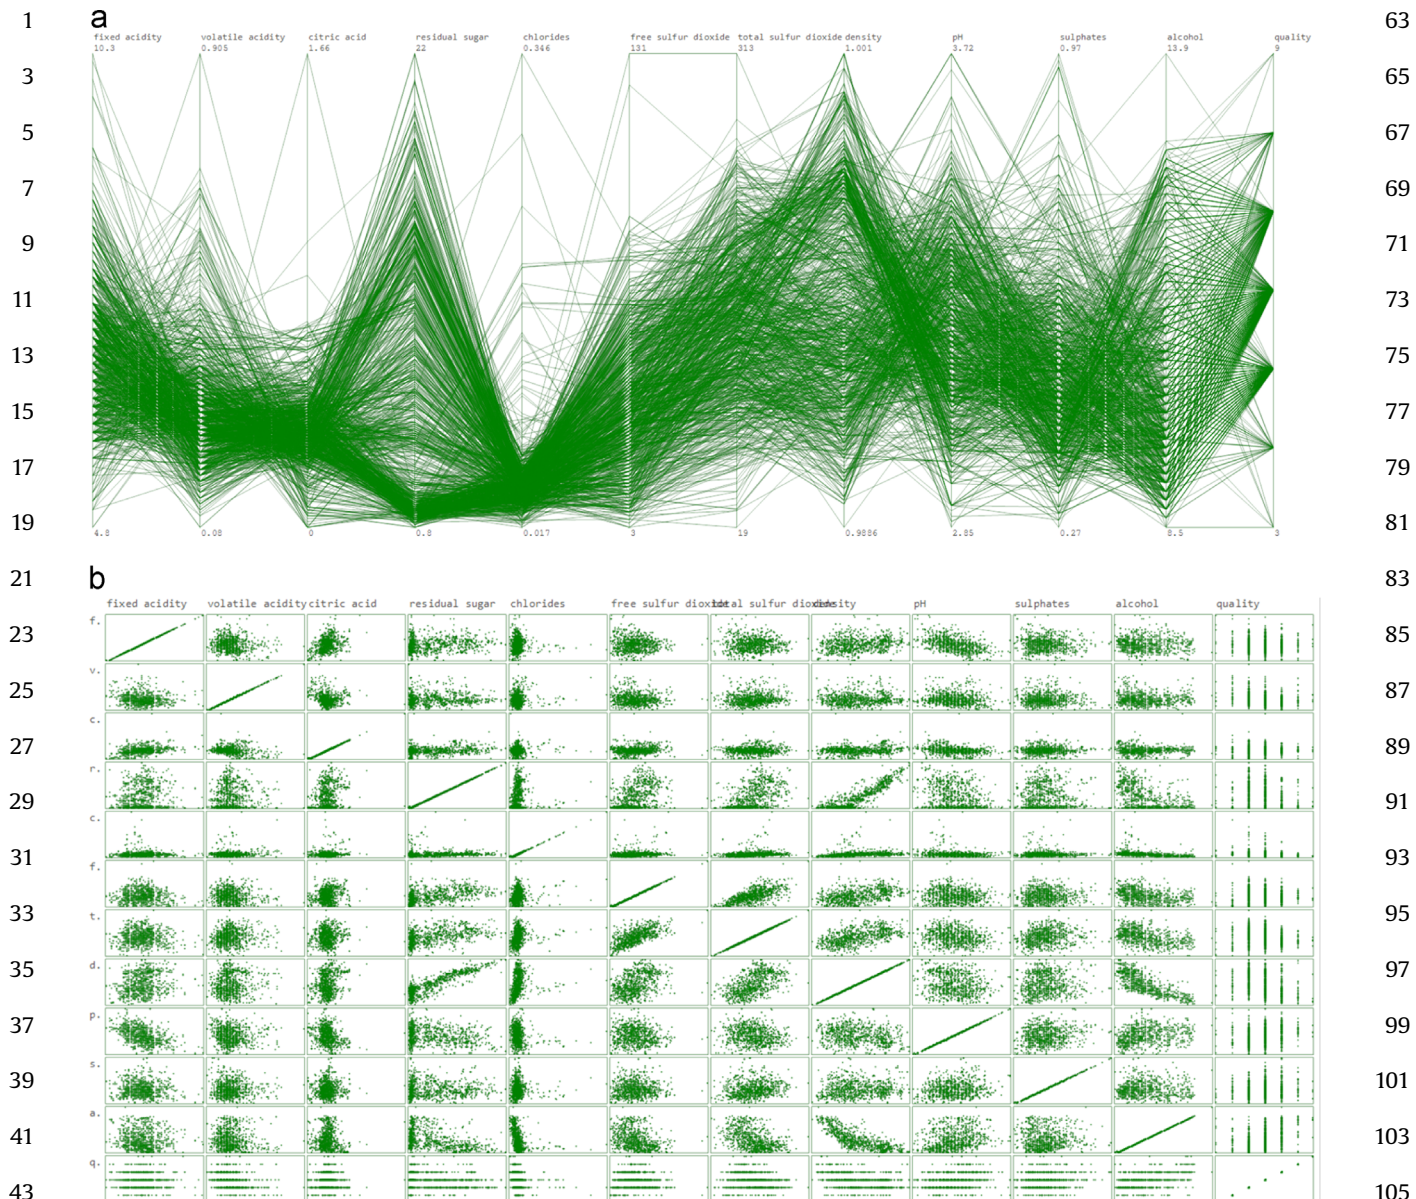 a
1 63
fixed acidity volatile acidity citric acid residual sugar chlorides free sulfur dioxide total sulfur dioxide density pH sulphates alcohol quality
10.3 0.905 1.66 22 0.346 131 313 1.001 3.72 0.97 13.9 9
3 65
5 67
7 69
9 71
11 73
13 75
15 77
17 79
19 81
4.8 0.08 0 0.8 0.017 3 19 0.9886 2.85 0.27 8.5 3
21 b 83
fixed acidity volatile acidity citric acid residual sugar chlorides free sulfur dioxide total sulfur dioxide density pH sulphates alcohol quality
f.
23 85
v.
25 87
c.
27 89
r.
29 91
c.
31 93
f.
33 95
t.
35 97
d.
37 99
p.
39 101
s.
41 103
a.
q.
43 105